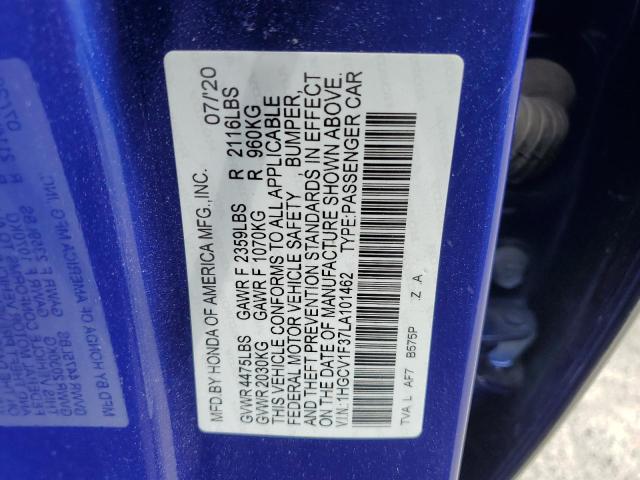 MFD.BY HONDA OF AMERICA MFG.,INC. 07/20
GVWR 4475LBS GAWR F 2359LBS R 2116LBS
GVWR 2030KG GAWR F 1070KG R 960KG
THIS VEHICLE CONFORMS TO ALL APPLICABLE
FEDERAL MOTOR VEHICLE SAFETY , BUMPER,
AND THEFT PREVENTION STANDARDS IN EFFECT
ON THE DATE OF MANUFACTURE SHOWN ABOVE.
V.I.N.:1HGCV1F37LA101462 TYPE:PASSENGER CAR
TVA L AF7 B575P Z A